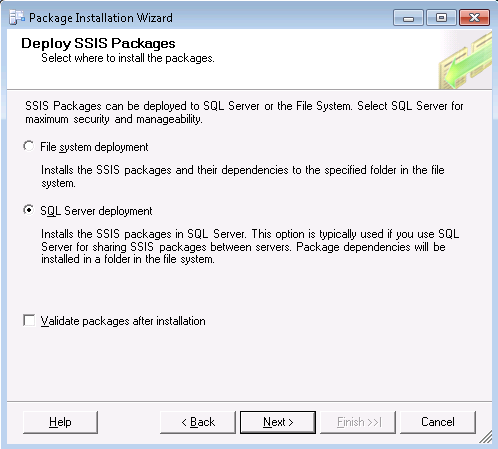 Package Installation Wizard
Deploy SSIS Packages
Select where to install the packages.
SSIS Packages can be deployed to SQL Server or the File System. Select SQL Server for
maximum security and manageability.
File system deployment
Installs the SSIS packages and their dependencies to the specified folder in the file
system.
SQL Server deployment
Installs the SSIS packages in SQL Server. This option is typically used if you use SQL
Server for sharing SSIS packages between servers. Package dependencies will be
installed in a folder in the file system.
Validate packages after installation
Help
< Back
Next >
Finish >>|
Cancel